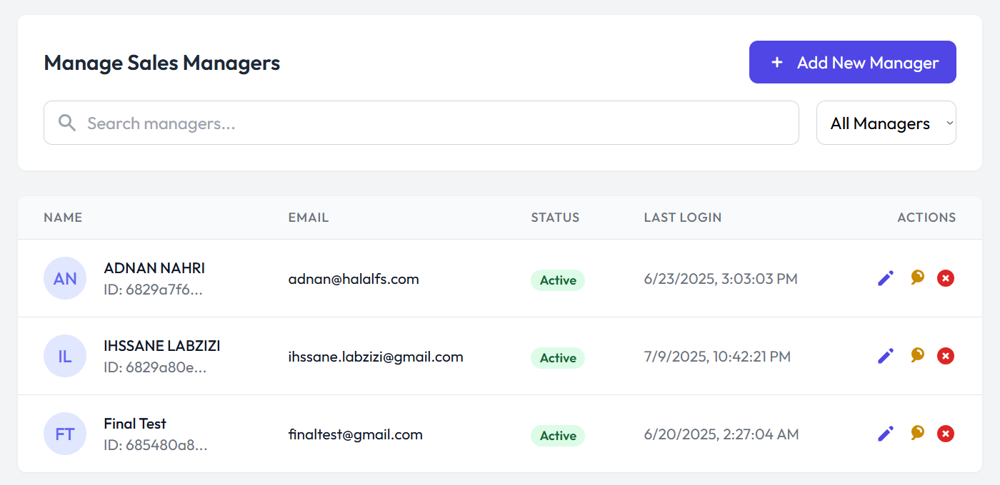 Manage Sales Managers
+ Add New Manager
Search managers...
All Managers
NAME EMAIL STATUS LAST LOGIN ACTIONS
AN ADNAN NAHRI
ID: 6829a7f6...
adnan@halalfs.com Active 6/23/2025, 3:03:03 PM
IL IHSSANE LABZIZI
ID: 6829a80e...
ihssane.labzizi@gmail.com Active 7/9/2025, 10:42:21 PM
FT Final Test
ID: 685480a8...
finaltest@gmail.com Active 6/20/2025, 2:27:04 AM